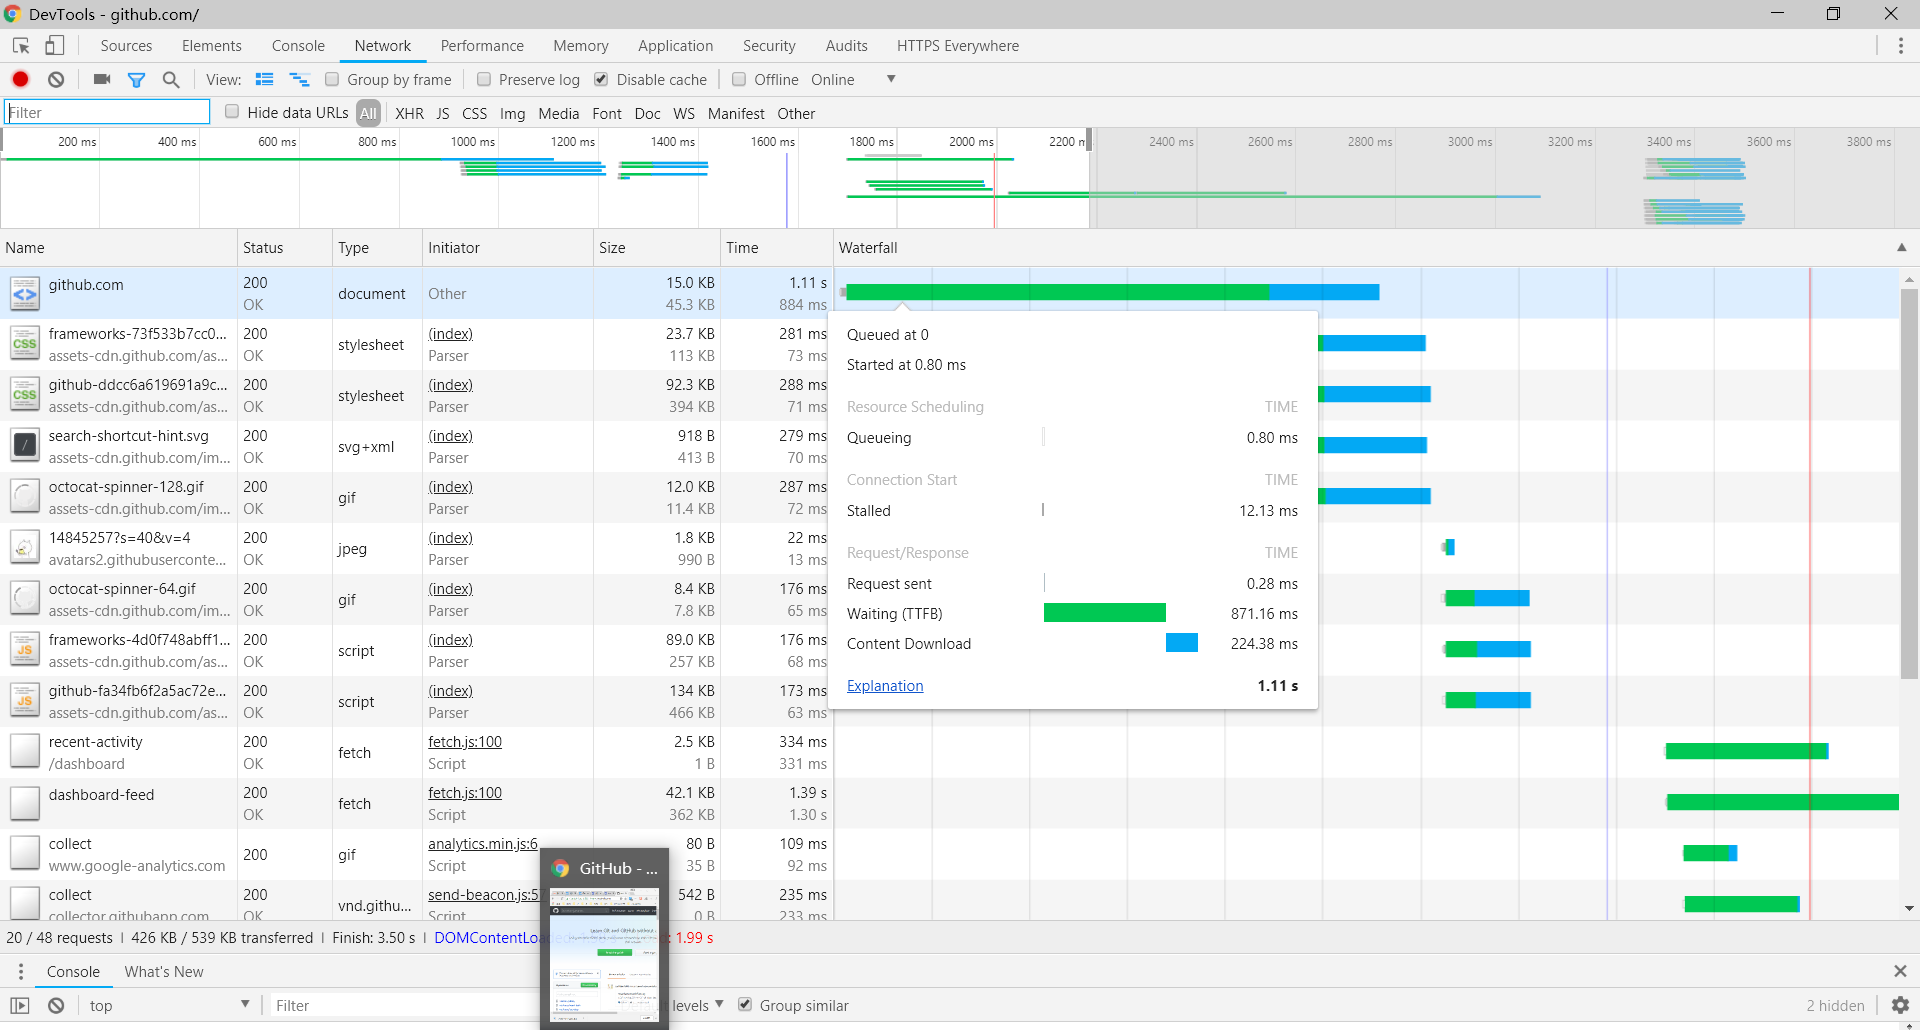 DevTools - github.com/
Sources Elements Console Network Performance Memory Application Security Audits HTTPS Everywhere
View: Group by frame Preserve log Disable cache Offline Online
Filter Hide data URLs All XHR JS CSS Img Media Font Doc WS Manifest Other
200 ms 400 ms 600 ms 800 ms 1000 ms 1200 ms 1400 ms 1600 ms 1800 ms 2000 ms 2200 n 2400 ms 2600 ms 2800 ms 3000 ms 3200 ms 3400 ms 3600 ms 3800 ms
Name Status Type Initiator Size Time Waterfall
github.com 200 document Other 15.0 KB 1.11 s
OK 45.3 KB 884 ms
frameworks-73f533b7cc0... 200 stylesheet (index) 23.7 KB 281 ms
assets-cdn.github.com/as... OK Parser 113 KB 73 ms
github-ddcc6a619691a9c... 200 stylesheet (index) 92.3 KB 288 ms
assets-cdn.github.com/as... OK Parser 394 KB 71 ms
search-shortcut-hint.svg 200 svg+xml (index) 918 B 279 ms
assets-cdn.github.com/im... OK Parser 413 B 70 ms
octocat-spinner-128.gif 200 gif (index) 12.0 KB 287 ms
assets-cdn.github.com/im... OK Parser 11.4 KB 72 ms
14845257?s=40&v=4 200 jpeg (index) 1.8 KB 22 ms
avatars2.githubuserconte... OK Parser 990 B 13 ms
octocat-spinner-64.gif 200 gif (index) 8.4 KB 176 ms
assets-cdn.github.com/im... OK Parser 7.8 KB 65 ms
frameworks-4d0f748abff1... 200 script (index) 89.0 KB 176 ms
assets-cdn.github.com/as... OK Parser 257 KB 68 ms
github-fa34fb6f2a5ac72e... 200 script (index) 134 KB 173 ms
assets-cdn.github.com/as... OK Parser 466 KB 63 ms
recent-activity 200 fetch fetch.js:100 2.5 KB 334 ms
/dashboard OK Script 1 B 331 ms
dashboard-feed 200 fetch fetch.js:100 42.1 KB 1.39 s
OK Script 362 KB 1.30 s
collect 200 gif analytics.min.js:6 80 B 109 ms
www.google-analytics.com Script 35 B 92 ms
collect 200 vnd.githu... send-beacon.js:57 542 B 235 ms
collector.githubapp.com OK Script 0 B 233 ms
Queued at 0
Started at 0.80 ms
Resource Scheduling TIME
Queueing 0.80 ms
Connection Start TIME
Stalled 12.13 ms
Request/Response TIME
Request sent 0.28 ms
Waiting (TTFB) 871.16 ms
Content Download 224.38 ms
Explanation 1.11 s
CSS
CSS
/
JS
JS
GitHub - ...
20 / 48 requests | 426 KB / 539 KB transferred | Finish: 3.50 s | DOMContentLoa : 1.99 s
Console What's New
top Filter levels Group similar 2 hidden